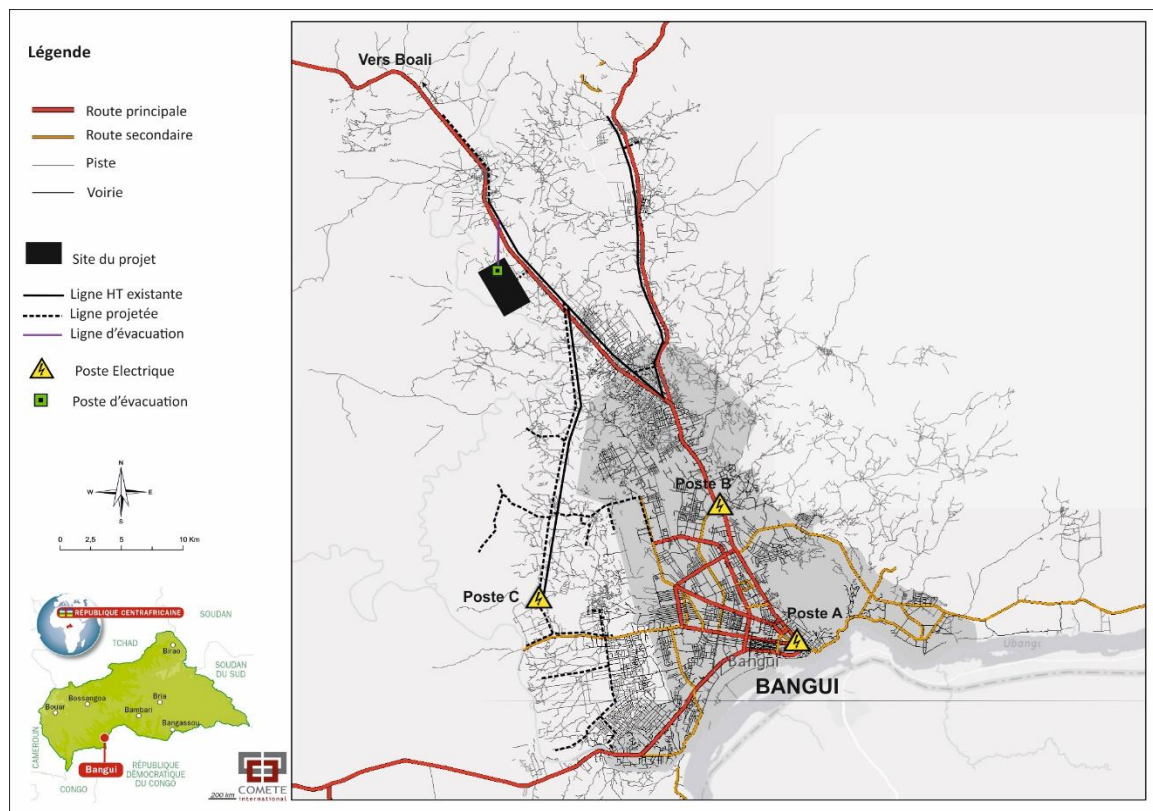 Légende
Route principale
Route secondaire
Piste
Voirie
Site du projet
Ligne HT existante
Ligne projetée
Ligne d'évacuation
Poste Electrique
Poste d'évacuation
N
W
E
S
0 2,5 5 10 Km
RÉPUBLIQUE CENTRAFRICAINE
SOUDAN
TCHAD
Birao
SOUDAN
DU SUD
Bossangoa
Bria
Bouar
Bambari
Bangassou
CAMEROUN
Bangui
RÉPUBLIQUE
DÉMOCRATIQUE
DU CONGO
CONGO
200 km
COMETE
international
Vers Boali
Poste B
Poste C
Poste A
Bangui
BANGUI
Ubangi